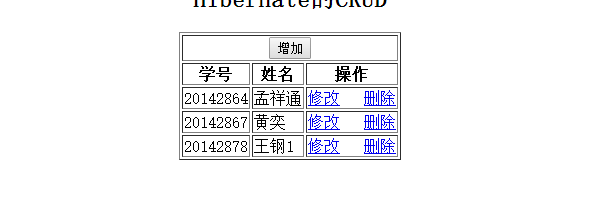 Hibernate的CRUD
增加
学号 姓名 操作
20142864 孟祥通 修改 删除
20142867 黄奕 修改 删除
20142878 王钢1 修改 删除